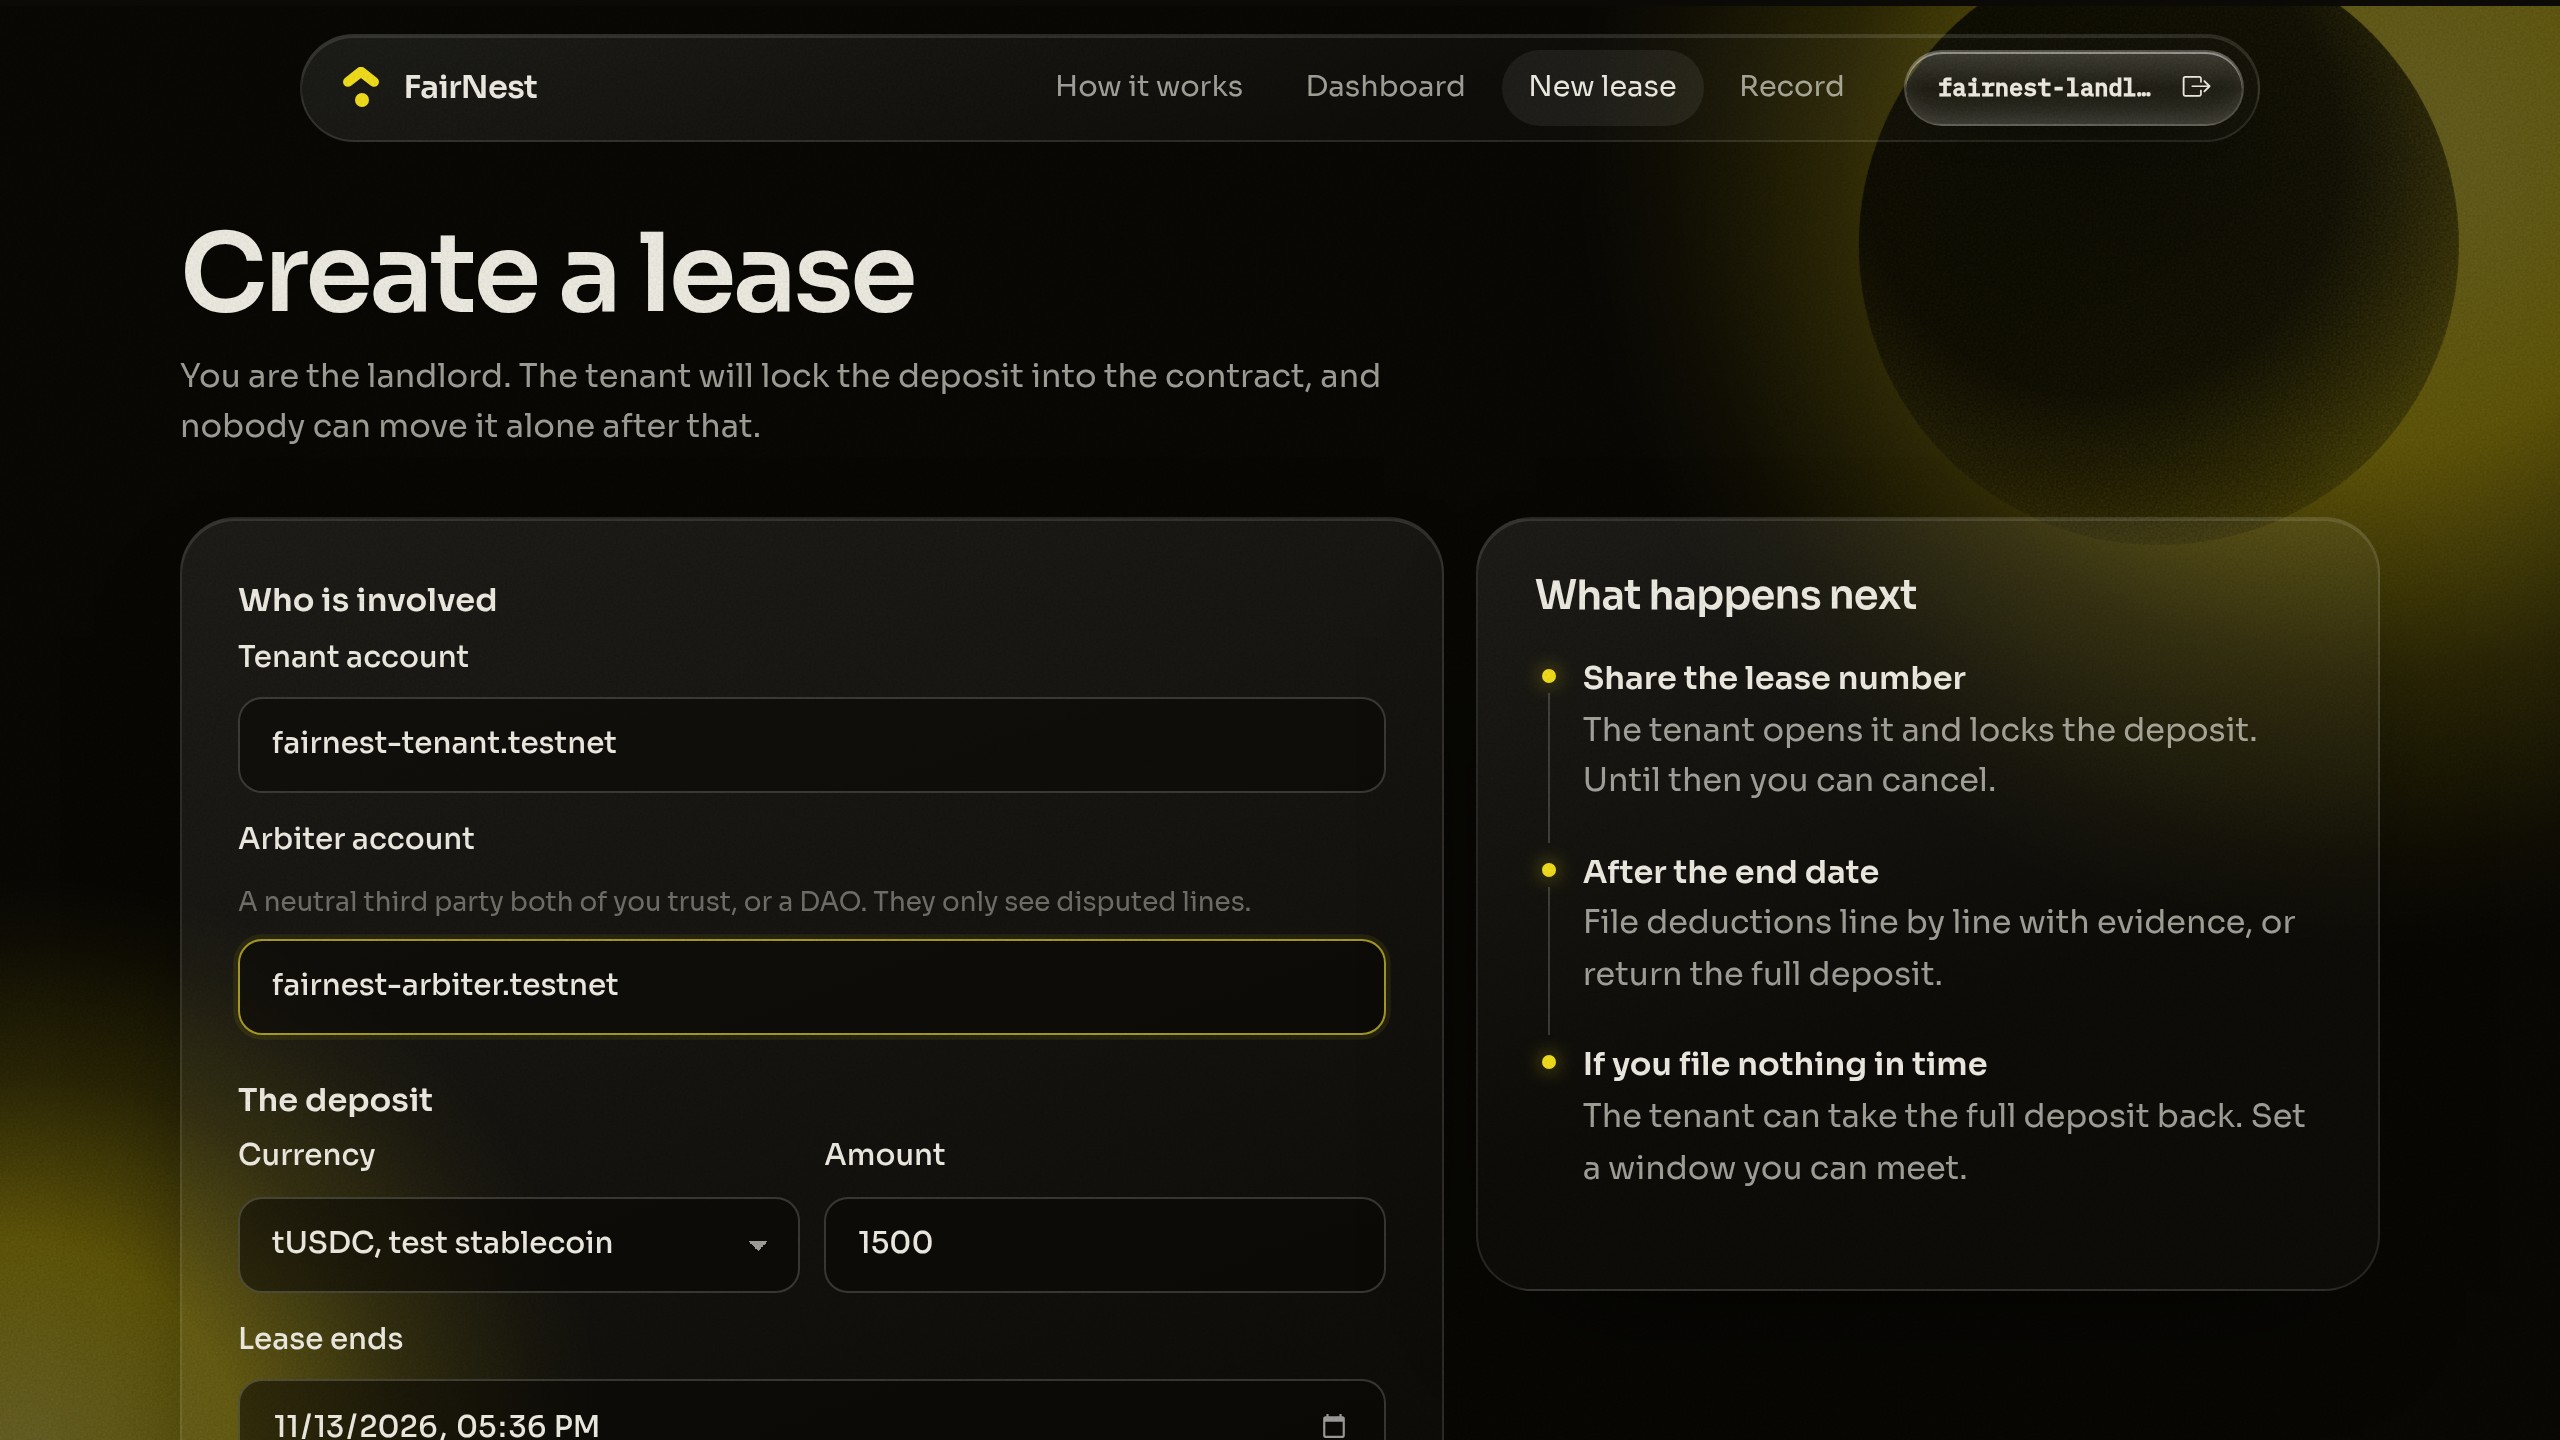 FairNest
How it works
Dashboard
New lease
Record
fairnest-landl…
Create a lease
You are the landlord. The tenant will lock the deposit into the contract, and
nobody can move it alone after that.
Who is involved
Tenant account
fairnest-tenant.testnet
Arbiter account
A neutral third party both of you trust, or a DAO. They only see disputed lines.
fairnest-arbiter.testnet
The deposit
Currency
Amount
tUSDC, test stablecoin
1500
Lease ends
11/13/2026, 05:36 PM
What happens next
Share the lease number
The tenant opens it and locks the deposit.
Until then you can cancel.
After the end date
File deductions line by line with evidence, or
return the full deposit.
If you file nothing in time
The tenant can take the full deposit back. Set
a window you can meet.